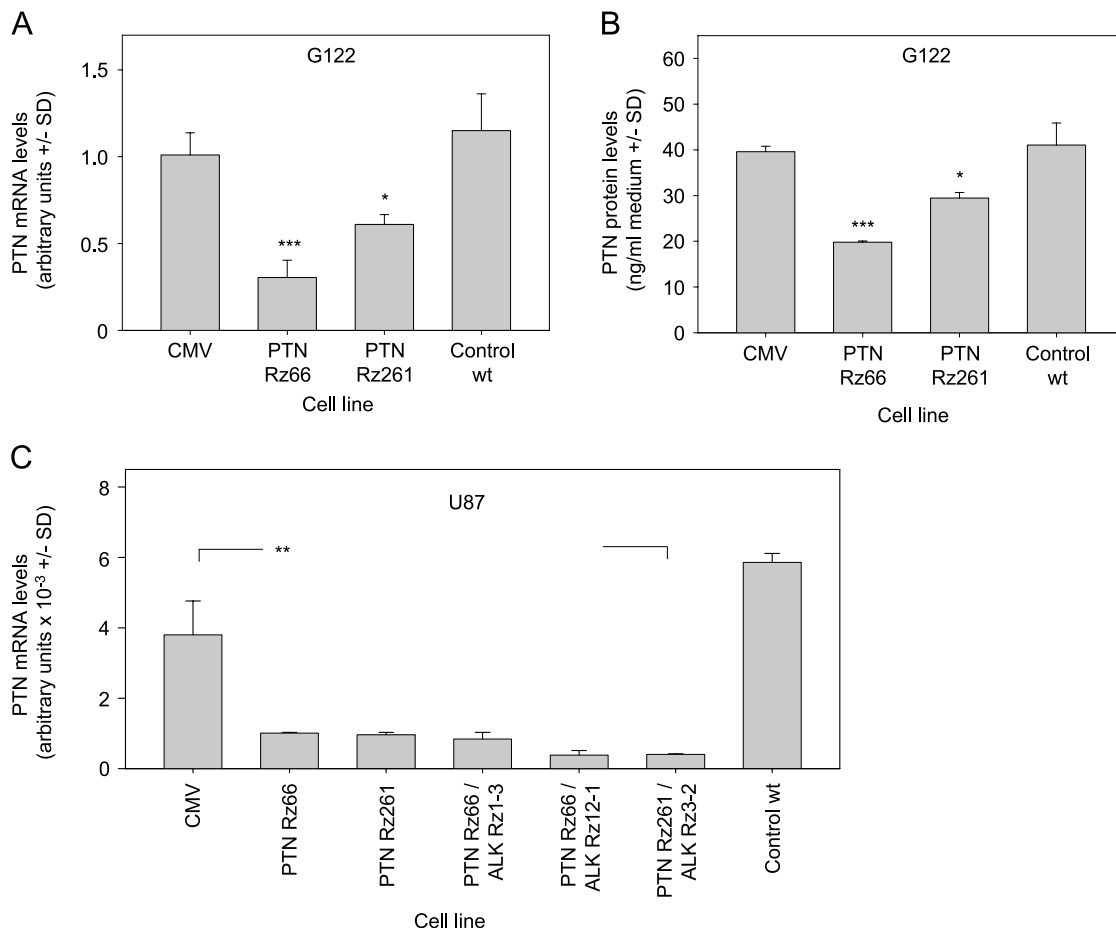 A
G122
PTN mRNA levels
(arbitrary units +/- SD)
1.5
1.0
0.5
0
***
*
CMV
PTN
Rz66
PTN
Rz261
Control
wt
Cell line
B
G122
PTN protein levels
(ng/ml medium +/- SD)
60
50
40
30
20
10
0
***
*
CMV
PTN
Rz66
PTN
Rz261
Control
wt
Cell line
C
U87
PTN mRNA levels
(arbitrary units x 10⁻³ +/- SD)
8
6
4
2
0
**
CMV
PTN Rz66
PTN Rz261
PTN Rz66 /
ALK Rz1-3
PTN Rz66 /
ALK Rz12-1
PTN Rz261 /
ALK Rz3-2
Control wt
Cell line